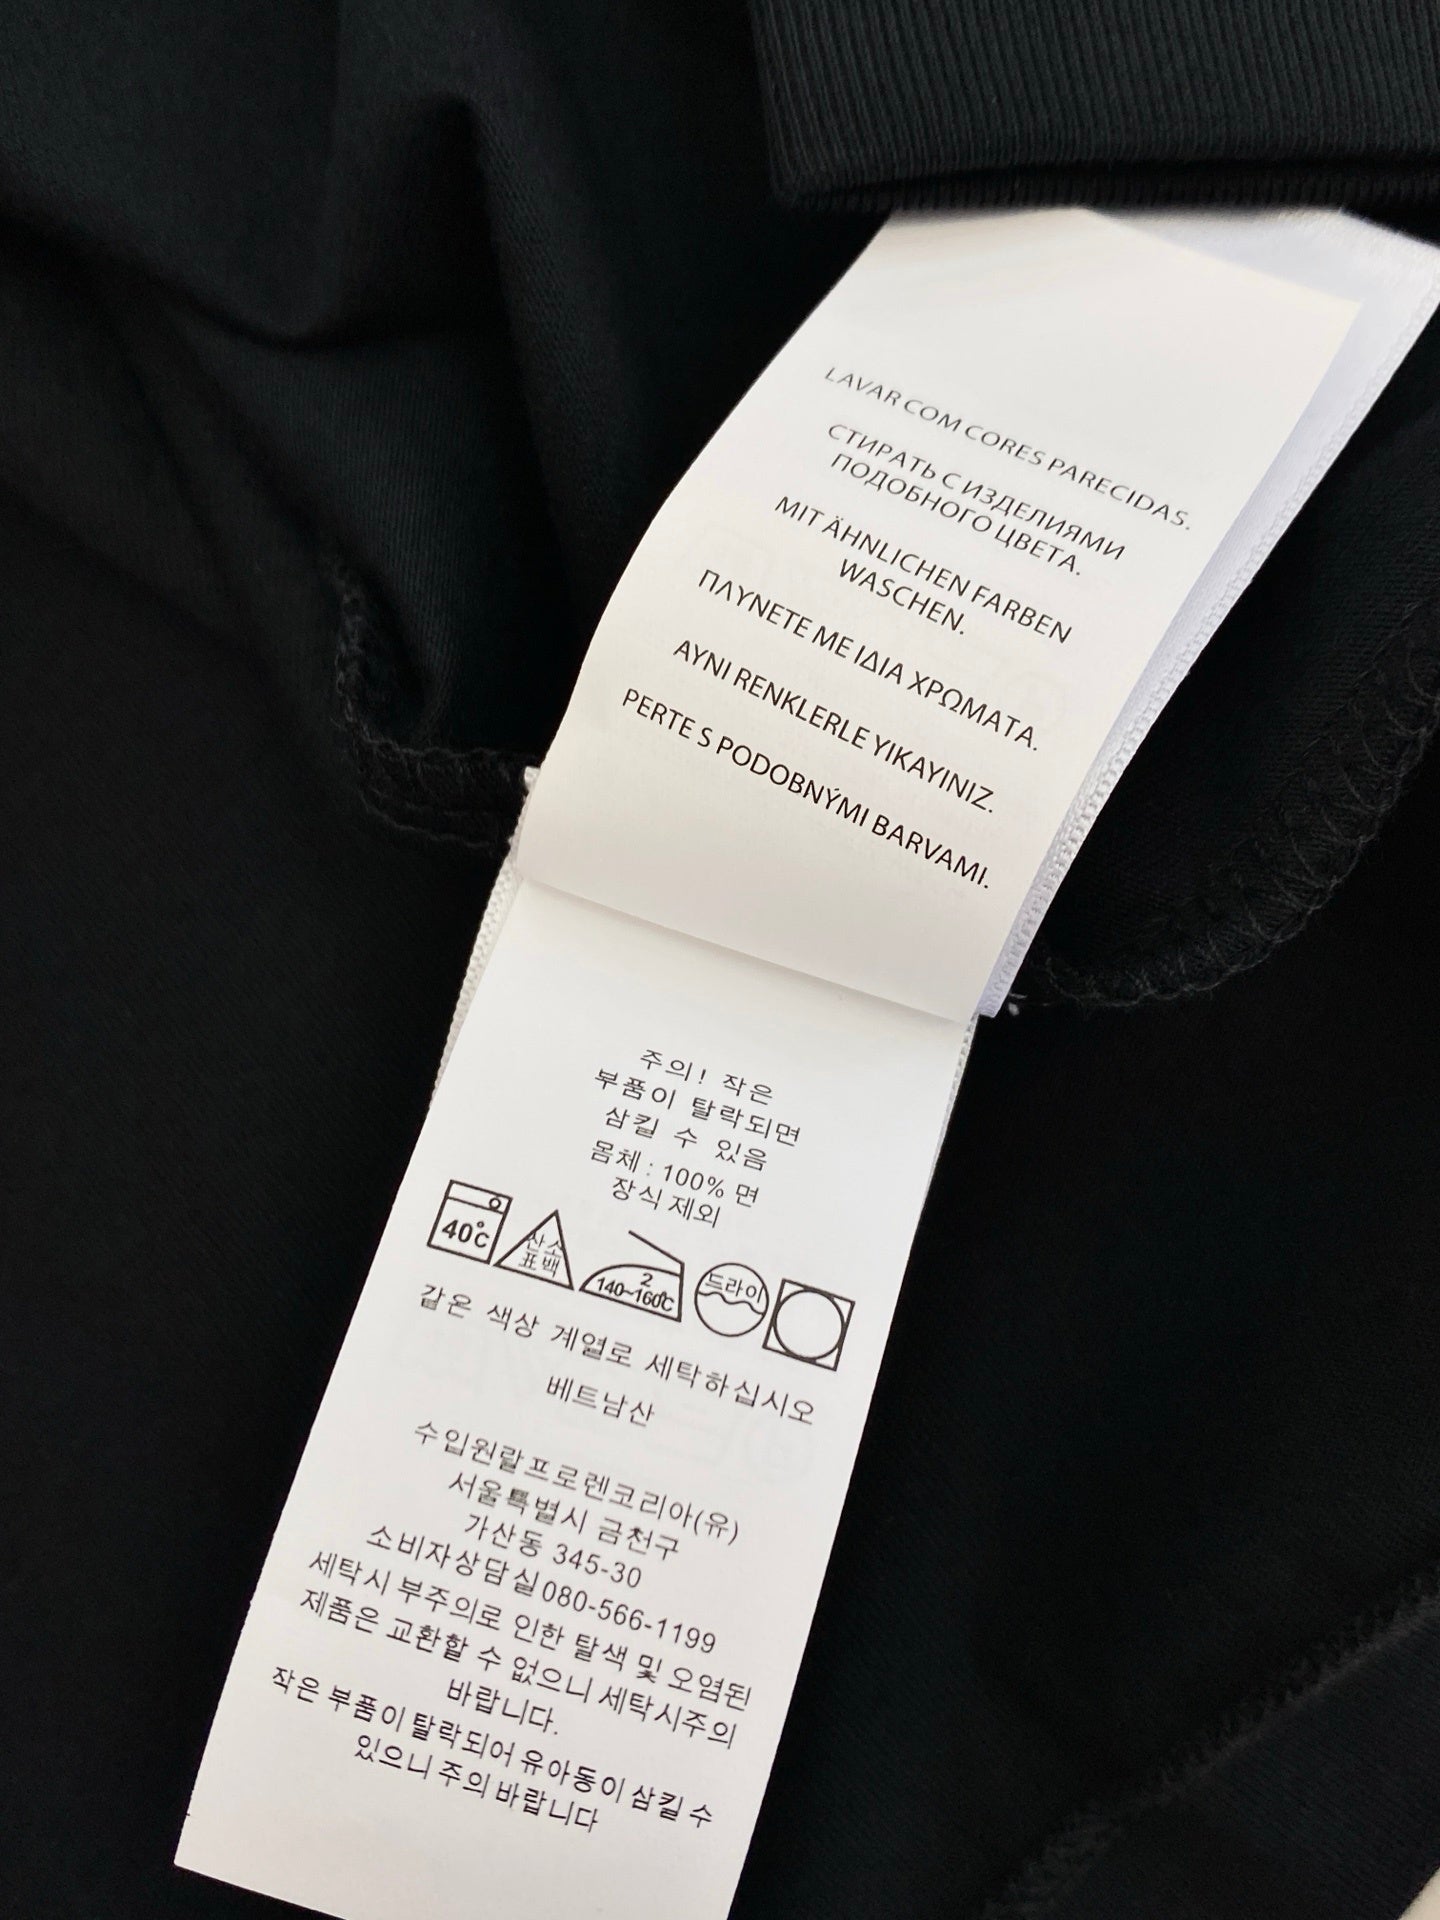 LAVAR COM CORES PARECIDAS.
СТИРАТЬ С ИЗДЕЛИЯМИ
ПОДОБНОГО ЦВЕТА.
MIT ÄHNLICHEN FARBEN
WASCHEN.
ΠΛΥΝΕΤΕ ΜΕ ΙΔΙΑ ΧΡΩΜΑΤΑ.
AYNI RENKLERLE YIKAYINIZ.
PERTE S PODOBNÝMI BARVAMI.
주의! 작은
부품이 탈락되면
삼킬 수 있음
몸체 : 100% 면
장식 제외
40°C
산소
표백
2
140~160°C
드라이
같은 색상 계열로 세탁하십시오
베트남산
수입원랄프로렌코리아(유)
서울특별시 금천구
가산동 345-30
소비자상담실 080-566-1199
세탁시 부주의로 인한 탈색 및 오염된
제품은 교환할 수 없으니 세탁시주의
바랍니다.
작은 부품이 탈락되어 유아동이 삼킬 수
있으니 주의 바랍니다